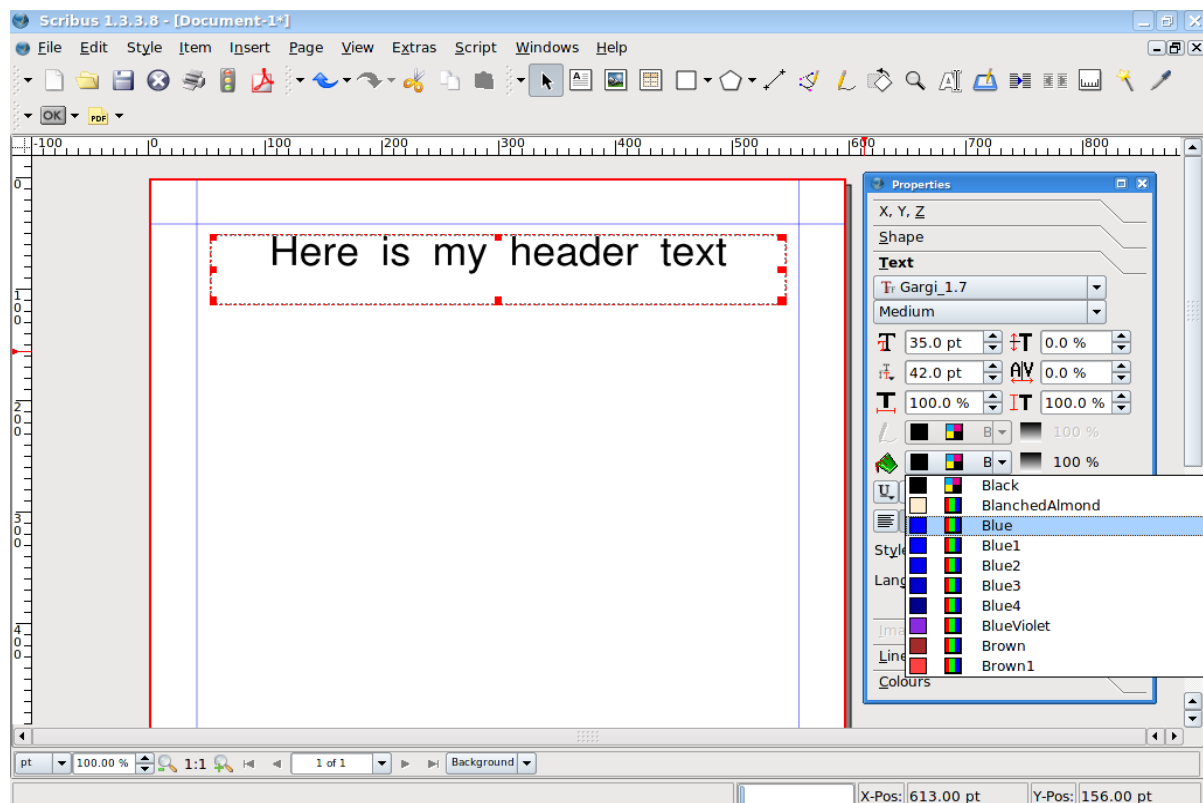 Scribus 1.3.3.8 - [Document-1*]
File Edit Style Item Insert Page View Extras Script Windows Help
OK PDF
-100 0 100 200 300 400 500 600 700 800
0
100
200
300
400
Here is my header text
Properties
X, Y, Z
Shape
Text
Gargi_1.7
Medium
35.0 pt 0.0 %
42.0 pt 0.0 %
100.0 % 100.0 %
B 100 %
B 100 %
Black
BlanchedAlmond
Blue
Blue1
Blue2
Blue3
Blue4
BlueViolet
Brown
Brown1
Style
Lang
Ima
Line
Colours
pt 100.00 % 1:1 1 of 1 Background
X-Pos: 613.00 pt Y-Pos: 156.00 pt